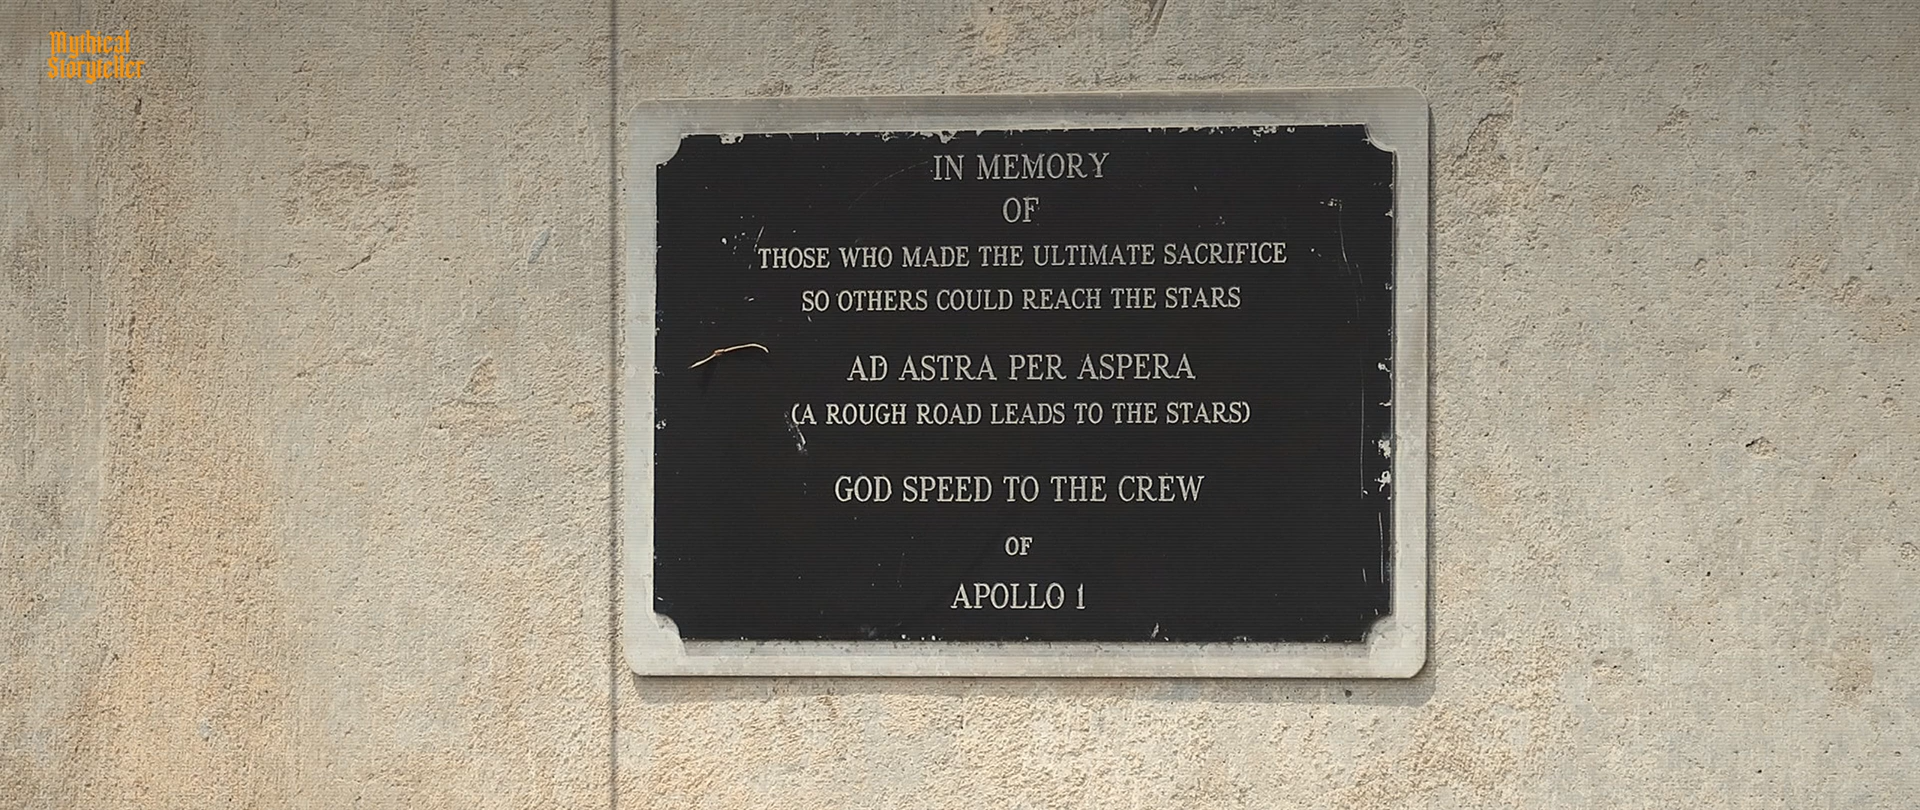 Mythical
Storyteller
IN MEMORY
OF
THOSE WHO MADE THE ULTIMATE SACRIFICE
SO OTHERS COULD REACH THE STARS
AD ASTRA PER ASPERA
(A ROUGH ROAD LEADS TO THE STARS)
GOD SPEED TO THE CREW
OF
APOLLO 1